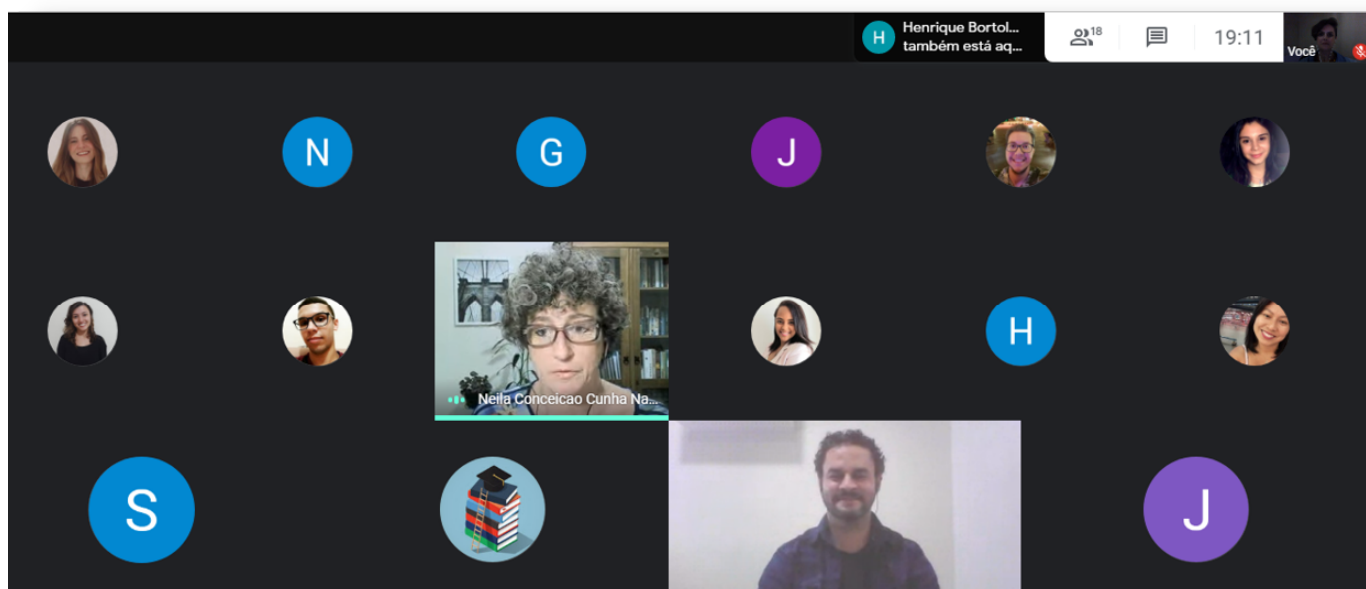 H
Henrique Bortol...
também está aq...
18
19:11
Você
N
G
J
Neila Conceicao Cunha Na...
H
S
J